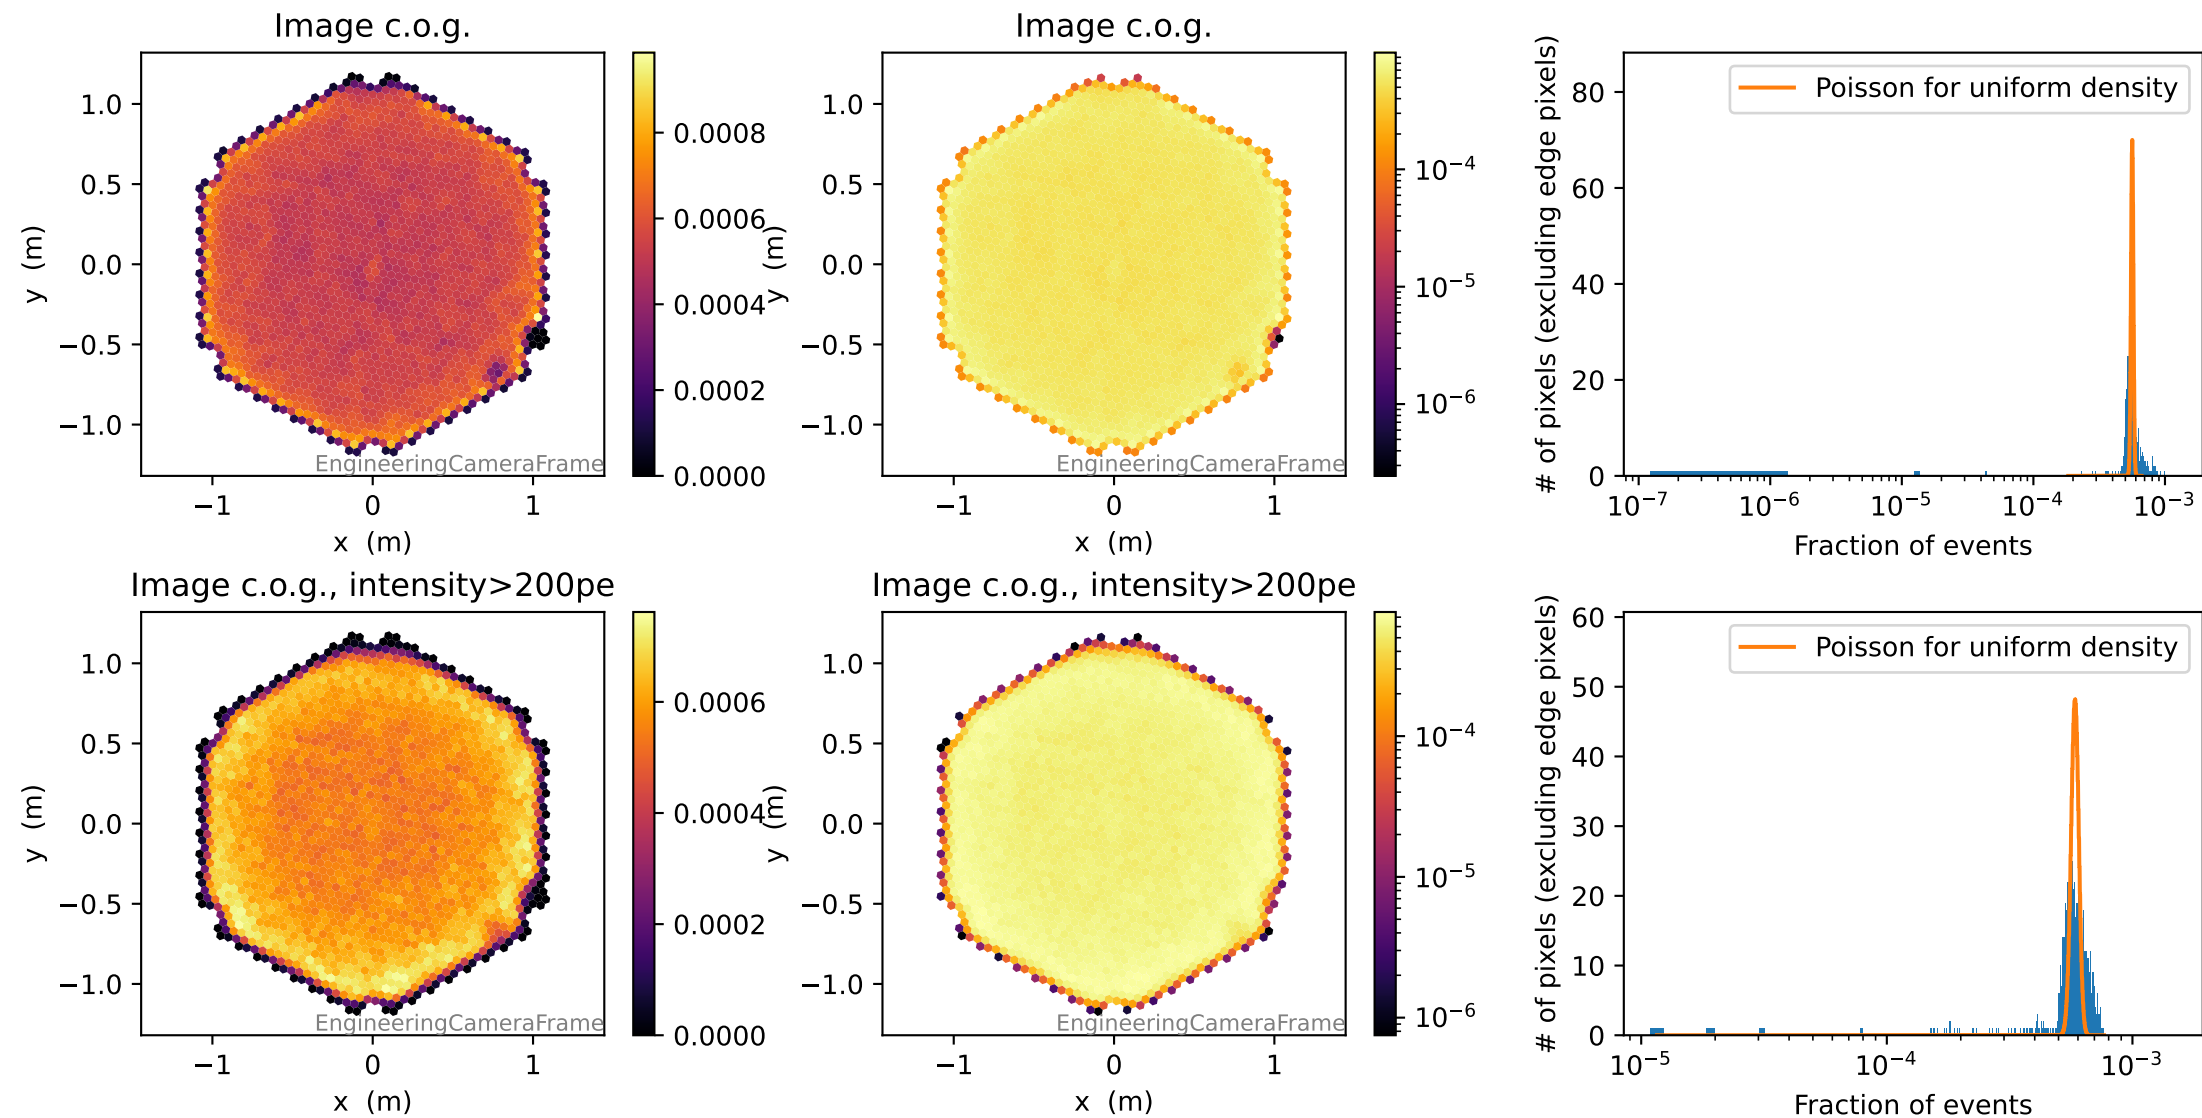 Image c.o.g.
1.0
0.5
0.0
−0.5
−1.0
y (m)
−1 0 1
x (m)
EngineeringCameraFrame
0.0008
0.0006
0.0004
0.0002
0.0000
Image c.o.g.
1.0
0.5
0.0
−0.5
−1.0
y (m)
−1 0 1
x (m)
EngineeringCameraFrame
10−4
10−5
10−6
# of pixels (excluding edge pixels)
80
60
40
20
0
Poisson for uniform density
10−7 10−6 10−5 10−4 10−3
Fraction of events
Image c.o.g., intensity>200pe
1.0
0.5
0.0
−0.5
−1.0
y (m)
−1 0 1
x (m)
EngineeringCameraFrame
0.0006
0.0004
0.0002
0.0000
Image c.o.g., intensity>200pe
1.0
0.5
0.0
−0.5
−1.0
y (m)
−1 0 1
x (m)
EngineeringCameraFrame
10−4
10−5
10−6
# of pixels (excluding edge pixels)
60
50
40
30
20
10
0
Poisson for uniform density
10−5 10−4 10−3
Fraction of events